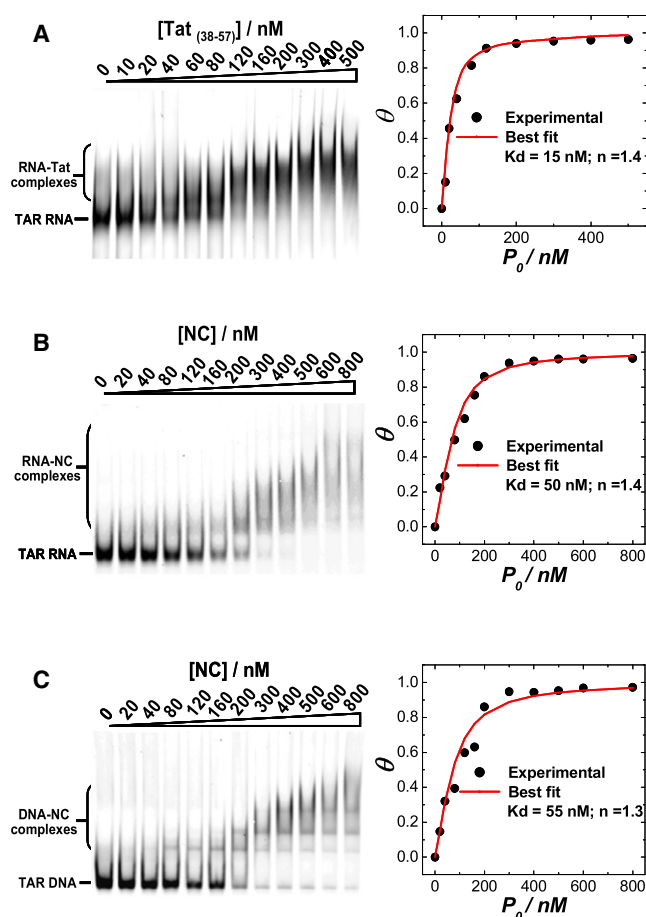 A
[Tat (38-57)] / nM
0 10 20 40 60 80 120 160 200 300 400 500
RNA-Tat
complexes
TAR RNA
θ
1.0
0.8
0.6
0.4
0.2
0.0
Experimental
Best fit
Kd = 15 nM; n =1.4
0 200 400
P0 / nM
B
[NC] / nM
0 20 40 80 120 160 200 300 400 500 600 800
RNA-NC
complexes
TAR RNA
θ
1.0
0.8
0.6
0.4
0.2
0.0
Experimental
Best fit
Kd = 50 nM; n =1.4
0 200 400 600 800
P0 / nM
C
[NC] / nM
0 20 40 80 120 160 200 300 400 500 600 800
DNA-NC
complexes
TAR DNA
θ
1.0
0.8
0.6
0.4
0.2
0.0
Experimental
Best fit
Kd = 55 nM; n =1.3
0 200 400 600 800
P0 / nM